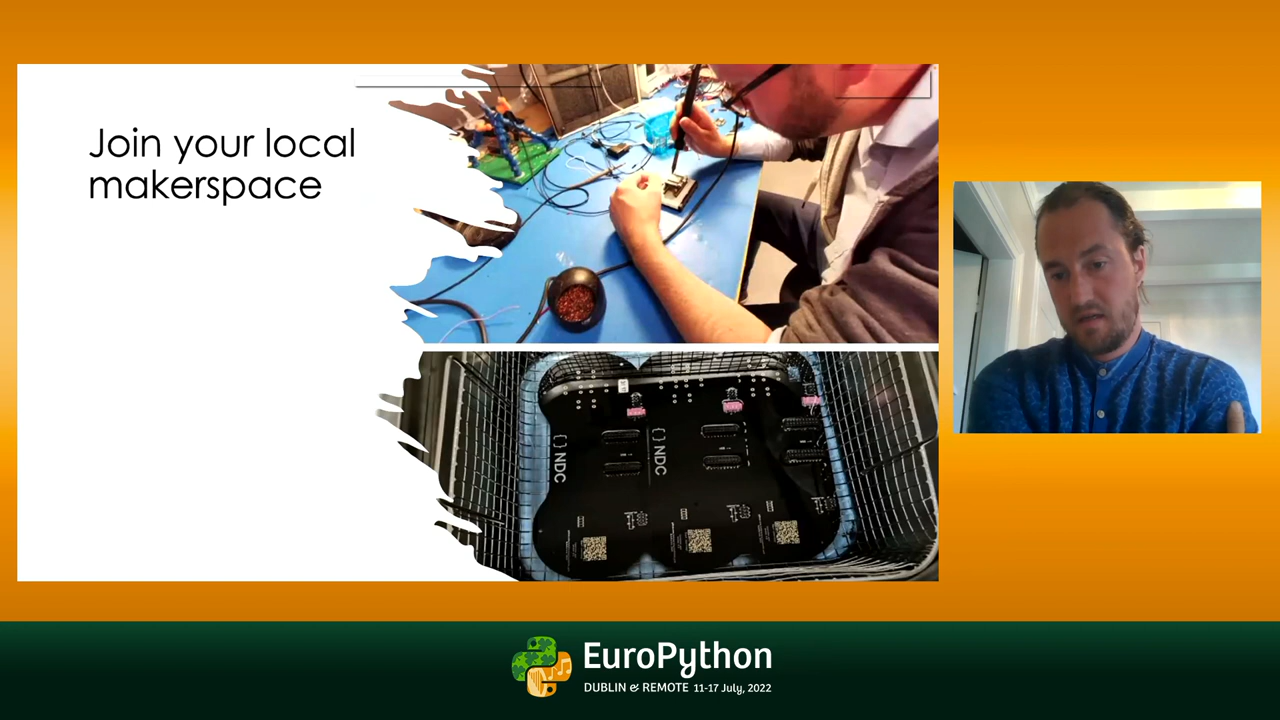 Join your local
makerspace
{ } NDC
{ } NDC
EuroPython
DUBLIN & REMOTE 11-17 July, 2022